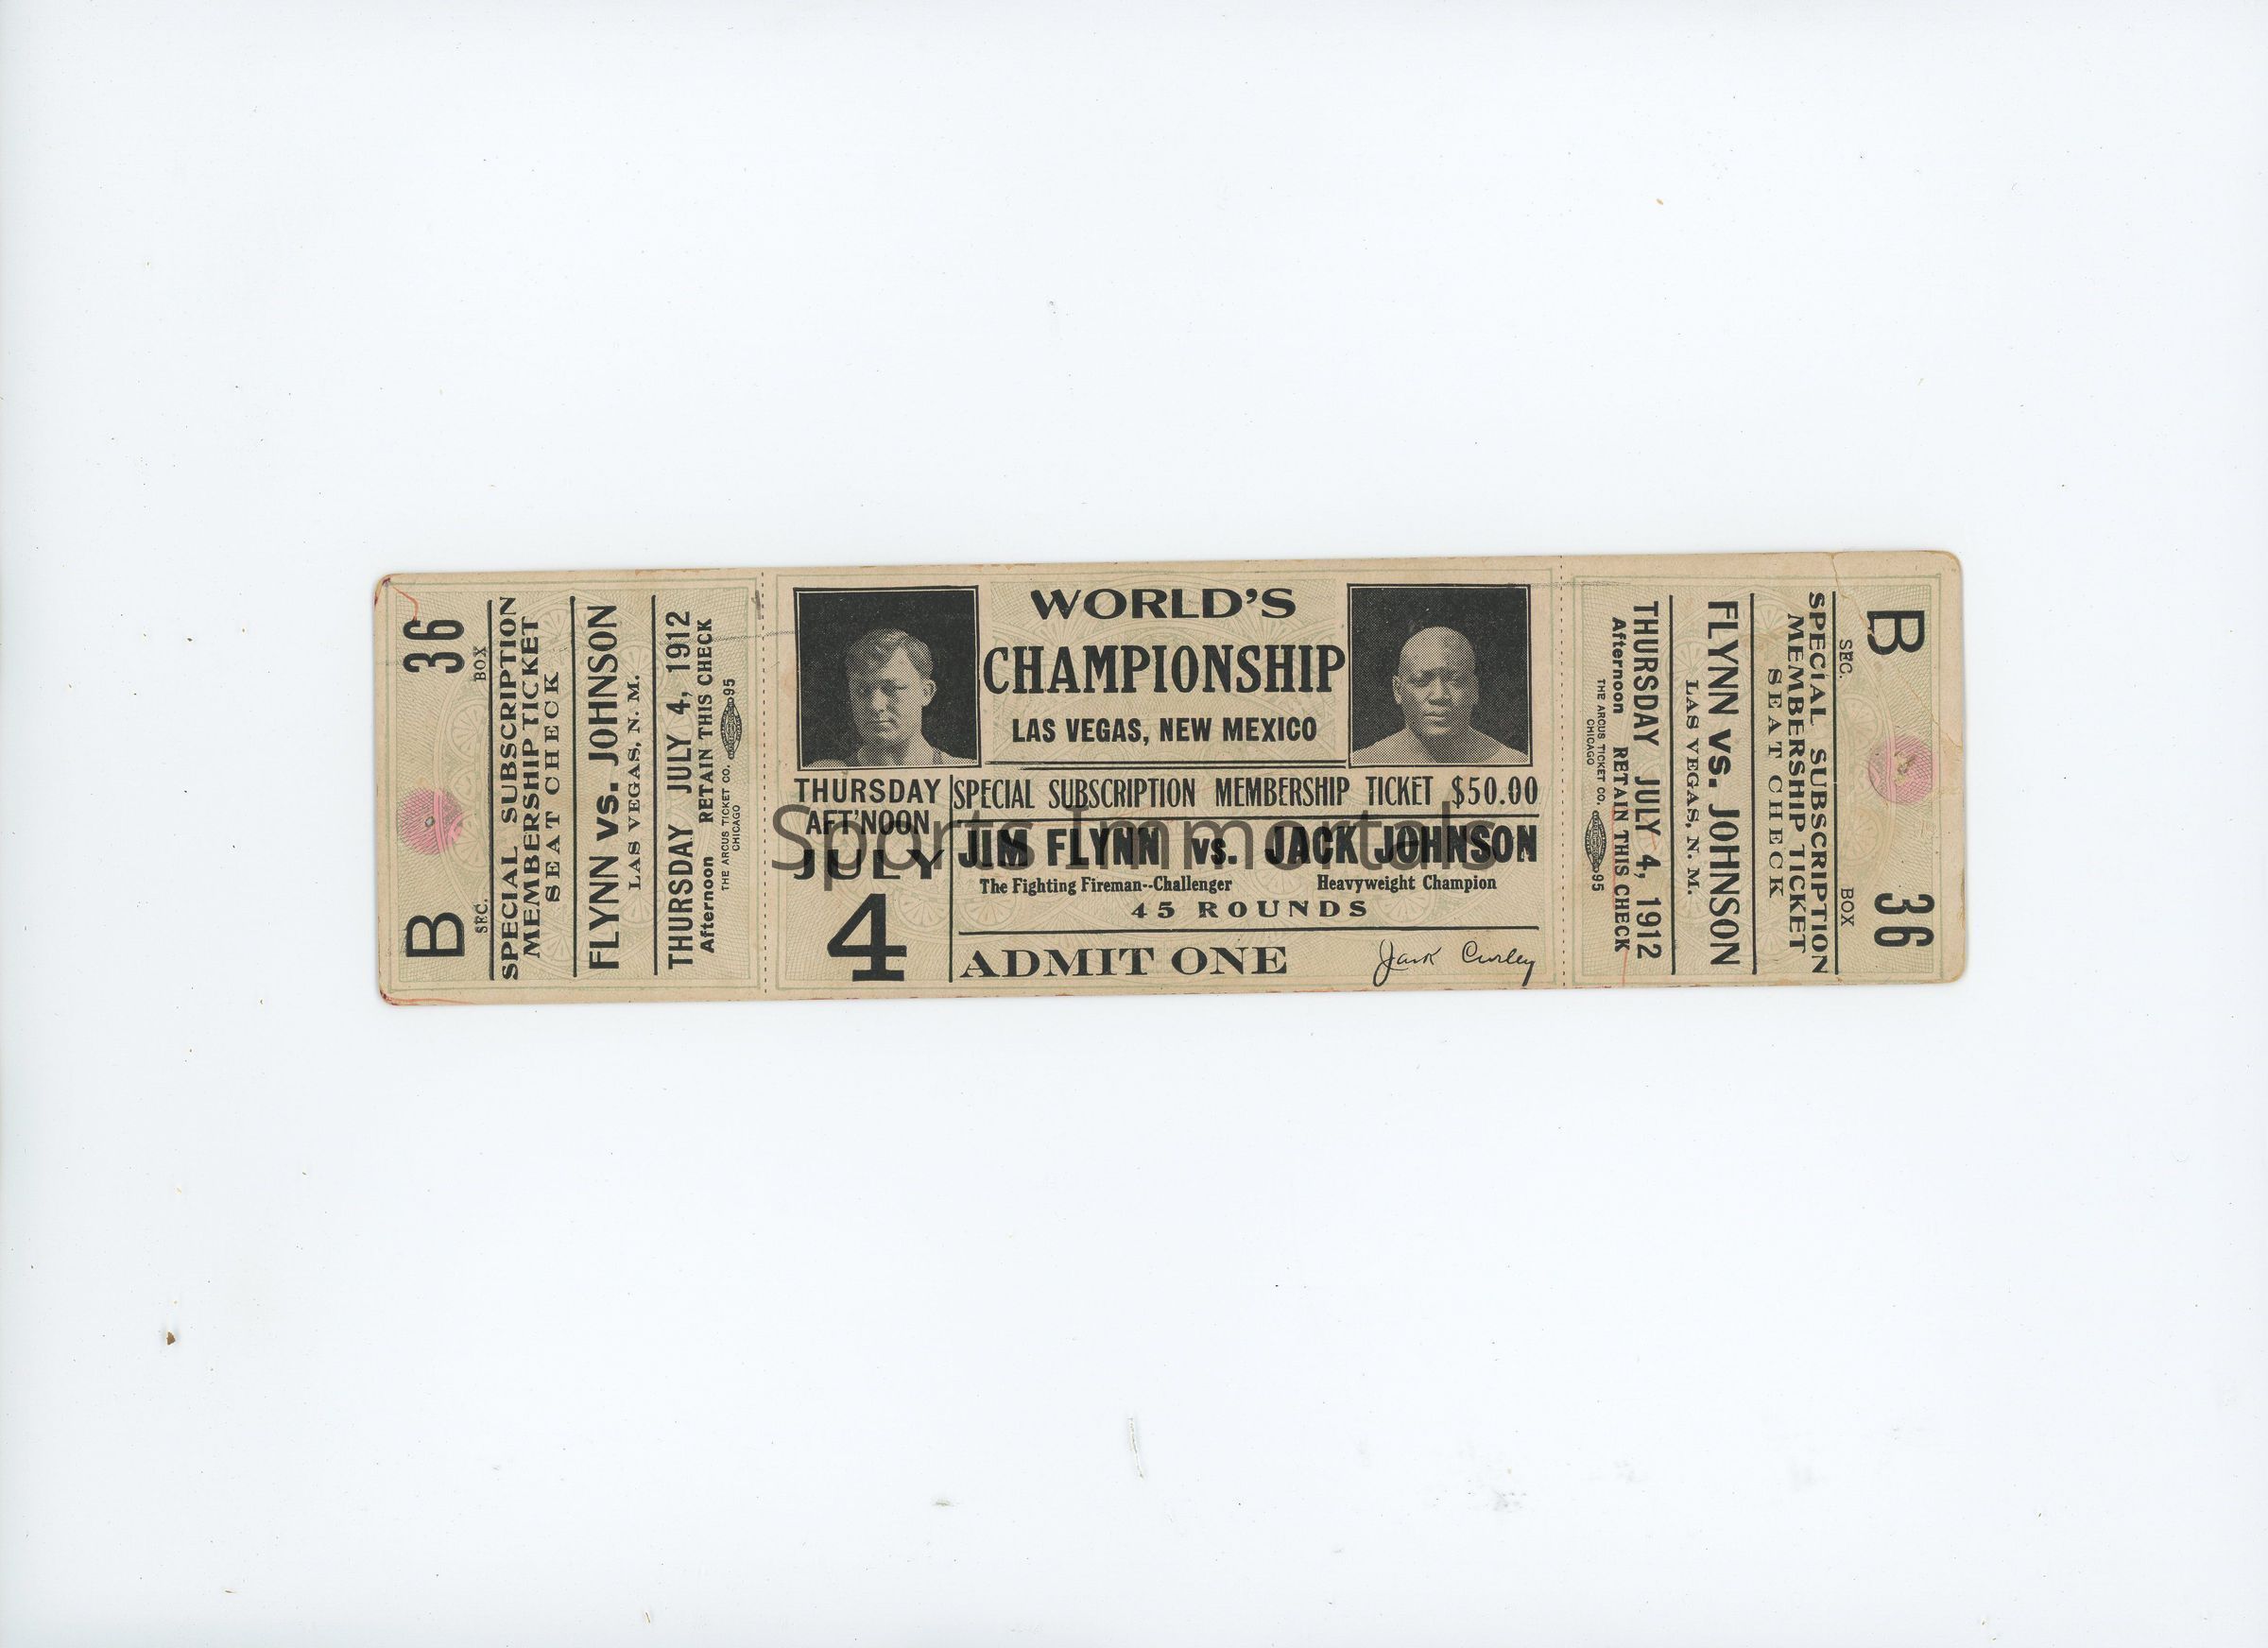 36
BOX
B
SEC.
SPECIAL SUBSCRIPTION
MEMBERSHIP TICKET
SEAT CHECK
FLYNN vs. JOHNSON
LAS VEGAS, N. M.
THURSDAY JULY 4, 1912
Afternoon RETAIN THIS CHECK
THE ARCUS TICKET CO. 95
CHICAGO
WORLD'S
CHAMPIONSHIP
LAS VEGAS, NEW MEXICO
THURSDAY
AFT'NOON
JULY
4
SPECIAL SUBSCRIPTION MEMBERSHIP TICKET $50.00
JIM FLYNN vs. JACK JOHNSON
The Fighting Fireman--Challenger Heavyweight Champion
45 ROUNDS
ADMIT ONE
Jack Curley
Sports Immortals
B
SEC.
36
BOX
SPECIAL SUBSCRIPTION
MEMBERSHIP TICKET
SEAT CHECK
FLYNN vs. JOHNSON
LAS VEGAS, N. M.
THURSDAY JULY 4, 1912
Afternoon RETAIN THIS CHECK
THE ARCUS TICKET CO. 95
CHICAGO